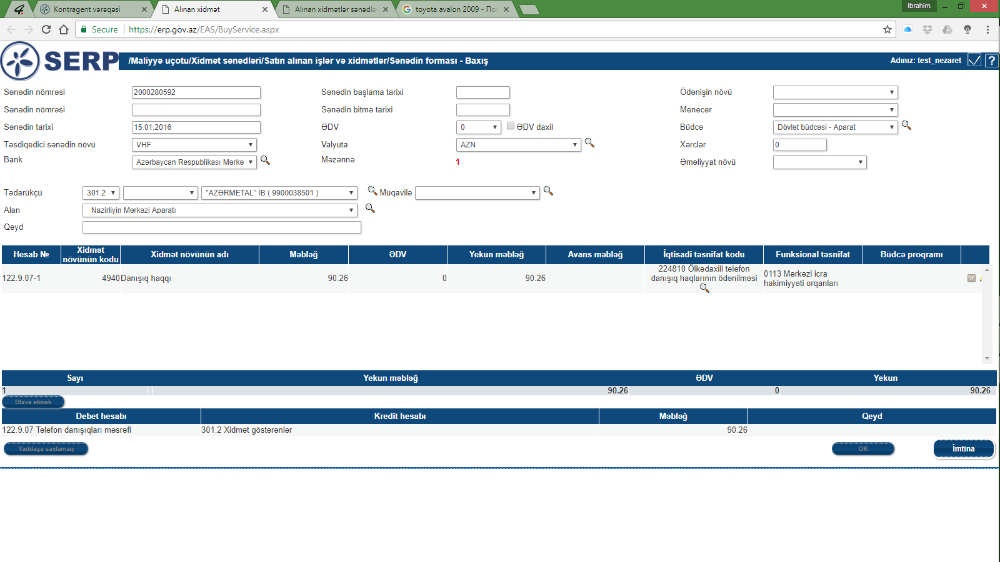 Kontragent vərəqəsi
Alınan xidmət
Alınan xidmətlər sənədlə
toyota avalon 2009 - По
Ibrahim
Secure https://erp.gov.az/EAS/BuyService.aspx
SERP
/Maliyyə uçotu/Xidmət sənədləri/Satın alınan işlər və xidmətlər/Sənədin forması - Baxış
Adınız: test_nezaret
?
Sənədin nömrəsi 2000280592 Sənədin başlama tarixi Ödənişin növü
Sənədin nömrəsi Sənədin bitmə tarixi Menecer
Sənədin tarixi 15.01.2016 ƏDV 0 ƏDV daxil Büdcə Dövlət büdcəsi - Aparat
Təsdiqedici sənədin növü VHF Valyuta AZN Xərclər 0
Bank Azərbaycan Respublikası Mərkə Məzənnə 1 Əməliyyat növü
Tədarükçü 301.2 "AZƏRMETAL" İB ( 9900038501 ) Müqavilə
Alan Nazirliyin Mərkəzi Aparatı
Qeyd
Hesab № Xidmət növünün kodu Xidmət növünün adı Məbləğ ƏDV Yekun məbləğ Avans məbləğ İqtisadi təsnifat kodu Funksional təsnifat Büdcə proqramı
122.9.07-1 4940 Danışıq haqqı 90.26 0 90.26 224810 Ölkədaxili telefon danışıq haqlarının ödənilməsi 0113 Mərkəzi icra hakimiyyəti orqanları
Sayı Yekun məbləğ ƏDV Yekun
1 90.26 0 90.26
Əlavə etmək
Debet hesabı Kredit hesabı Məbləğ Qeyd
122.9.07 Telefon danışıqları məsrəfi 301.2 Xidmət göstərənlər 90.26
Yaddaşa saxlamaq OK İmtina